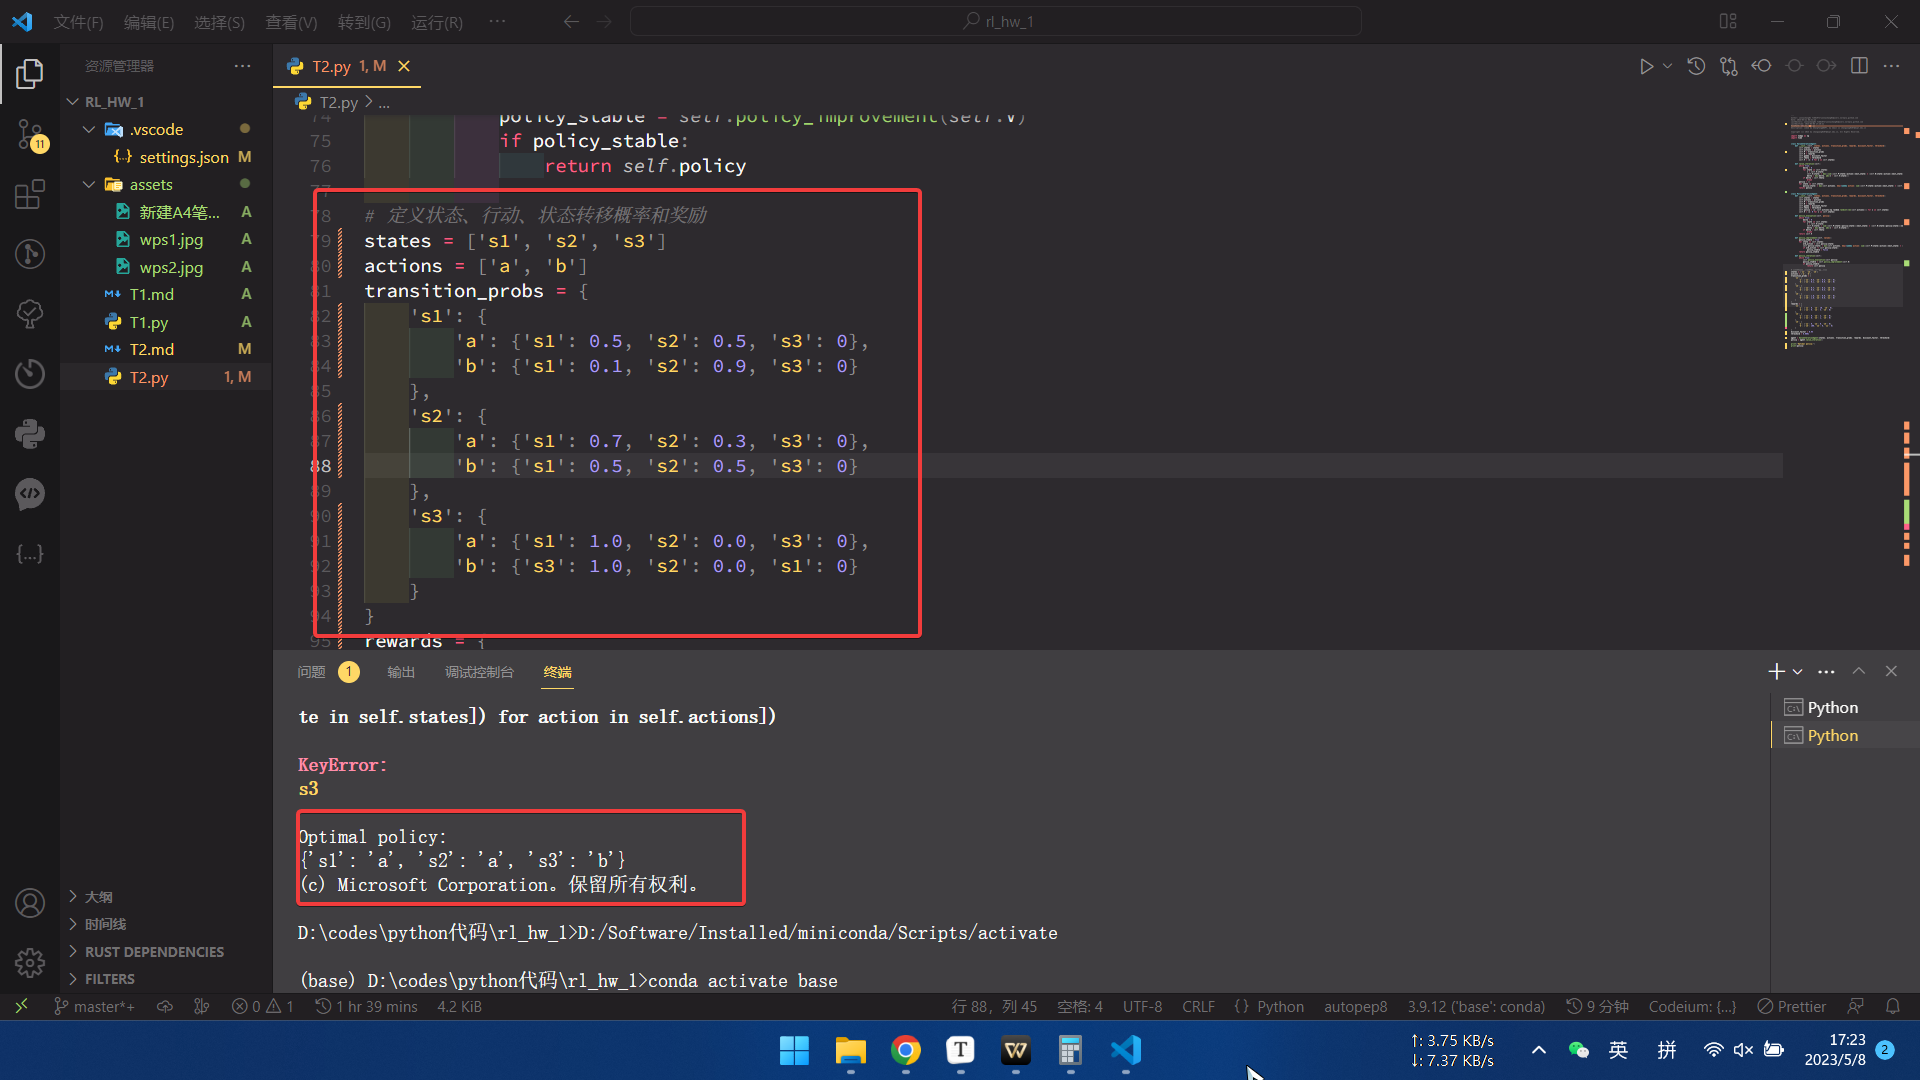 文件(F) 编辑(E) 选择(S) 查看(V) 转到(G) 运行(R) ··· rl_hw_1
资源管理器 ···
RL_HW_1
.vscode
settings.json M
assets
新建A4笔... A
wps1.jpg A
wps2.jpg A
T1.md A
T1.py A
T2.md M
T2.py 1, M
大纲
时间线
RUST DEPENDENCIES
FILTERS
11
T2.py 1, M
T2.py > ...
74 policy_stable = self.policy_improvement(self.V)
75 if policy_stable:
76 return self.policy
77
78 # 定义状态、行动、状态转移概率和奖励
79 states = ['s1', 's2', 's3']
80 actions = ['a', 'b']
81 transition_probs = {
82 's1': {
83 'a': {'s1': 0.5, 's2': 0.5, 's3': 0},
84 'b': {'s1': 0.1, 's2': 0.9, 's3': 0}
85 },
86 's2': {
87 'a': {'s1': 0.7, 's2': 0.3, 's3': 0},
88 'b': {'s1': 0.5, 's2': 0.5, 's3': 0}
89 },
90 's3': {
91 'a': {'s1': 1.0, 's2': 0.0, 's3': 0},
92 'b': {'s3': 1.0, 's2': 0.0, 's1': 0}
93 }
94 }
95 rewards = {
问题 1 输出 调试控制台 终端
te in self.states]) for action in self.actions])
KeyError:
s3
Optimal policy:
{'s1': 'a', 's2': 'a', 's3': 'b'}
(c) Microsoft Corporation。保留所有权利。
D:\codes\python代码\rl_hw_1>D:/Software/Installed/miniconda/Scripts/activate
(base) D:\codes\python代码\rl_hw_1>conda activate base
Python
Python
master*+ 0 1 1 hr 39 mins 4.2 KiB 行 88, 列 45 空格: 4 UTF-8 CRLF {} Python autopep8 3.9.12 ('base': conda) 9 分钟 Codeium: {...} Prettier
↑: 3.75 KB/s
↓: 7.37 KB/s
英 拼
17:23
2023/5/8
2